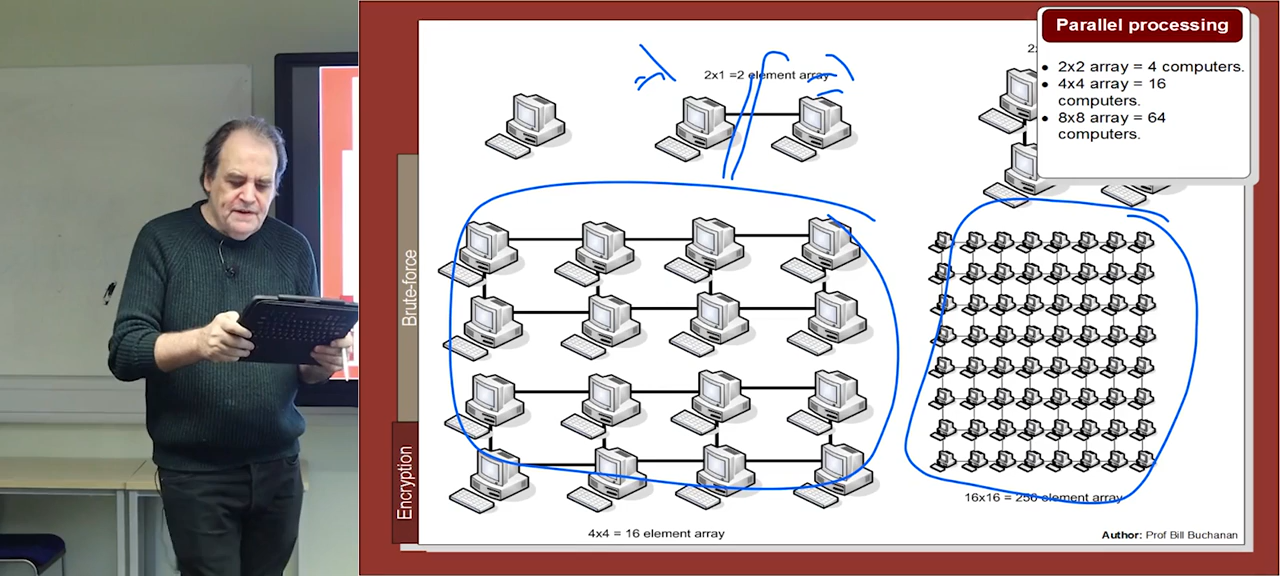 Parallel processing
2x2 array = 4 computers.
4x4 array = 16
computers.
8x8 array = 64
computers.
2x1 =2 element array
Brute-force
Encryption
16x16 = 256 element array
4x4 = 16 element array
Author: Prof Bill Buchanan